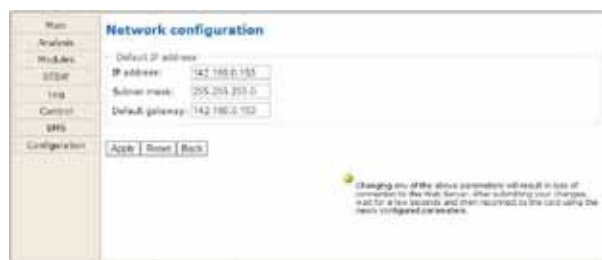 Main
Analysis
Modules
Log
Control
SMS
Configuration
Network configuration
Default IP address
IP address:
Subnet mask: 255.255.255.0
Default gateway:
Apply Reset Back
Changing any of the above parameters will result in loss of
connection to the Web Server. After submitting your changes,
wait for a few seconds and then reconnect to the card using the
newly configured parameters.